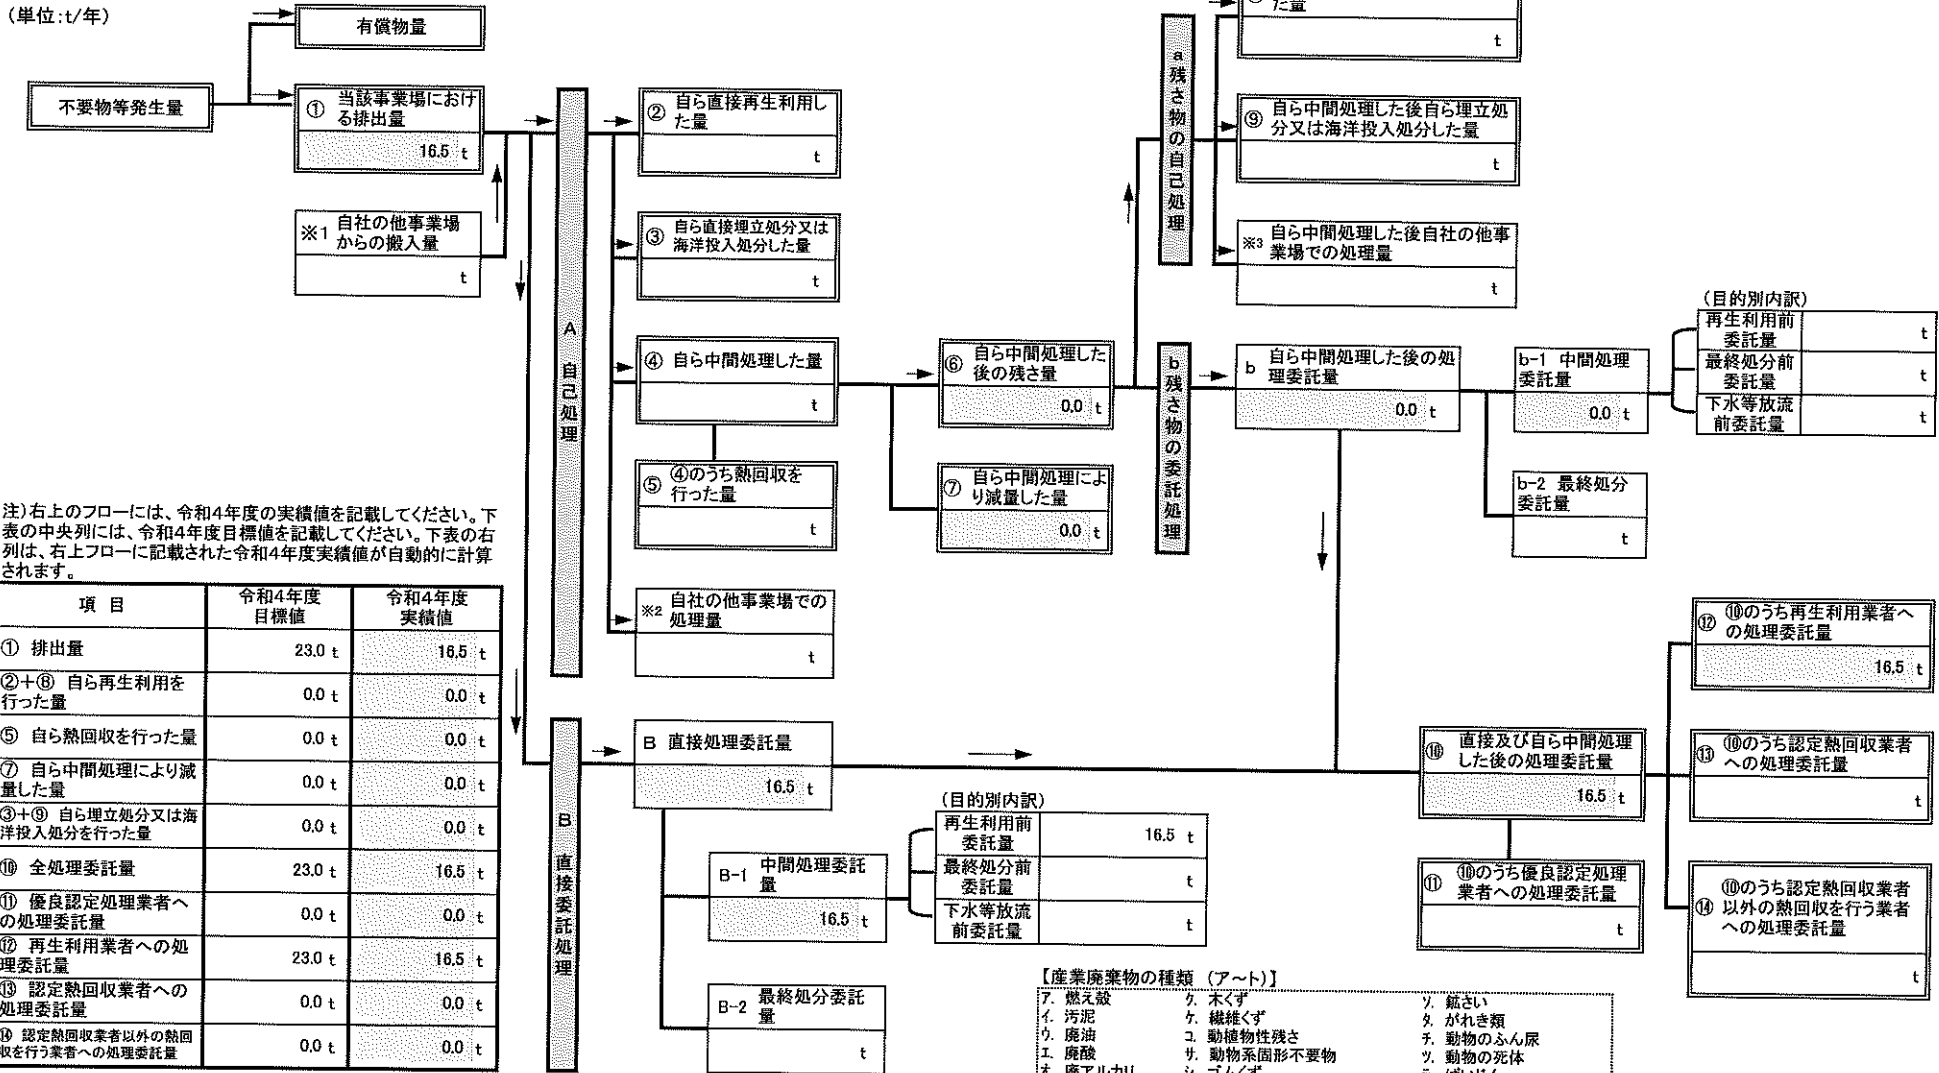 (単位:t/年)
有償物量
不要物等発生量
① 当該事業場におけ
る排出量
16.5 t
※1 自社の他事業場
からの搬入量
t
A 自己処理
② 自ら直接再生利用し
た量
t
③ 自ら直接埋立処分又は
海洋投入処分した量
t
④ 自ら中間処理した量
t
⑤ ④のうち熱回収を
行った量
t
※2 自社の他事業場での
処理量
t
⑥ 自ら中間処理した
後の残さ量
0.0 t
⑦ 自ら中間処理によ
り減量した量
0.0 t
a 残さ物の自己処理
た量
t
⑨ 自ら中間処理した後自ら埋立処
分又は海洋投入処分した量
t
※3 自ら中間処理した後自社の他事
業場での処理量
t
b 残さ物の委託処理
b 自ら中間処理した後の処
理委託量
0.0 t
b-1 中間処理
委託量
0.0 t
(目的別内訳)
再生利用前
委託量 t
最終処分前
委託量 t
下水等放流
前委託量 t
b-2 最終処分
委託量
t
注)右上のフローには、令和4年度の実績値を記載してください。下
表の中央列には、令和4年度目標値を記載してください。下表の右
列は、右上フローに記載された令和4年度実績値が自動的に計算
されます。
項 目 令和4年度 目標値 令和4年度 実績値
① 排出量 23.0 t 16.5 t
②+⑧ 自ら再生利用を
行った量 0.0 t 0.0 t
⑤ 自ら熱回収を行った量 0.0 t 0.0 t
⑦ 自ら中間処理により減
量した量 0.0 t 0.0 t
③+⑨ 自ら埋立処分又は海
洋投入処分を行った量 0.0 t 0.0 t
⑩ 全処理委託量 23.0 t 16.5 t
⑪ 優良認定処理業者へ
の処理委託量 0.0 t 0.0 t
⑫ 再生利用業者への処
理委託量 23.0 t 16.5 t
⑬ 認定熱回収業者への
処理委託量 0.0 t 0.0 t
⑭ 認定熱回収業者以外の熱回
収を行う業者への処理委託量 0.0 t 0.0 t
B 直接委託処理
B 直接処理委託量
16.5 t
B-1 中間処理委託
量
16.5 t
(目的別内訳)
再生利用前
委託量 16.5 t
最終処分前
委託量 t
下水等放流
前委託量 t
B-2 最終処分委託
量
t
⑩ 直接及び自ら中間処理
した後の処理委託量
16.5 t
⑪ ⑩のうち優良認定処理
業者への処理委託量
t
⑫ ⑩のうち再生利用業者へ
の処理委託量
16.5 t
⑬ ⑩のうち認定熱回収業者
への処理委託量
t
⑭ ⑩のうち認定熱回収業者
以外の熱回収を行う業者
への処理委託量
t
【産業廃棄物の種類 (ア~ト)】
ア. 燃え殻 ク. 木くず ソ. 鉱さい
イ. 汚泥 ケ. 繊維くず タ. がれき類
ウ. 廃油 コ. 動植物性残さ チ. 動物のふん尿
エ. 廃酸 サ. 動物系固形不要物 ツ. 動物の死体
オ. 廃アルカリ シ. ゴムくず